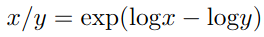 x/y = exp(logx − logy)